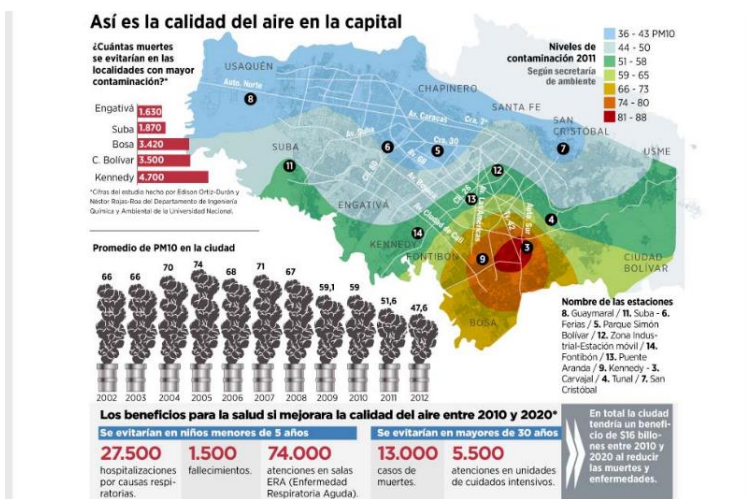 Así es la calidad del aire en la capital
¿Cuántas muertes
se evitarían en las
localidades con mayor
contaminación?*
Engativá 1.630
Suba 1.870
Bosa 3.420
C. Bolívar 3.500
Kennedy 4.700
*Cifras del estudio hecho por Edison Ortiz-Durán y
Néstor Rojas-Roa del Departamento de Ingeniería
Química y Ambiental de la Universidad Nacional.
Niveles de
contaminación 2011
Según secretaría
de ambiente
36 - 43 PM10
44 - 50
51 - 58
59 - 65
66 - 73
74 - 80
81 - 88
USAQUÉN
Auto. Norte
8
CHAPINERO
SANTA FE
SAN
CRISTÓBAL
7
USME
Av. Caracas
Cra. 7ª
Cra. 30
Av. Suba
6
5
Av. 68
SUBA
11
Cl. 80
12
ENGATIVÁ
Av. Boyacá
Cl. 26
13
Av. Las Américas
Av. Ciudad de Cali
14
KENNEDY
FONTIBÓN
Auto Sur
4
3
9
BOSA
CIUDAD
BOLÍVAR
Promedio de PM10 en la ciudad
66 66 70 74 68 71 67 59,1 59 51,6 47,6
2002 2003 2004 2005 2006 2007 2008 2009 2010 2011 2012
Nombre de las estaciones
8. Guaymaral / 11. Suba - 6.
Ferias / 5. Parque Simón
Bolívar / 12. Zona Indus-
trial-Estación móvil / 14.
Fontibón / 13. Puente
Aranda / 9. Kennedy - 3.
Carvajal / 4. Tunal / 7. San
Cristóbal
Los beneficios para la salud si mejorara la calidad del aire entre 2010 y 2020*
Se evitarían en niños menores de 5 años
27.500
hospitalizaciones
por causas respi-
ratorias.
1.500
fallecimientos.
74.000
atenciones en salas
ERA (Enfermedad
Respiratoria Aguda).
Se evitarían en mayores de 30 años
13.000
casos de
muertes.
5.500
atenciones en unidades
de cuidados intensivos.
En total la ciudad
tendría un benefi-
cio de $16 billo-
nes entre 2010 y
2020 al reducir
las muertes y
enfermedades.